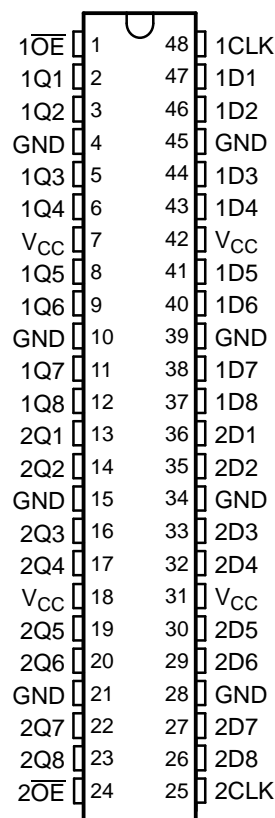 1O̅E̅ 1 48 1CLK
1Q1 2 47 1D1
1Q2 3 46 1D2
GND 4 45 GND
1Q3 5 44 1D3
1Q4 6 43 1D4
VCC 7 42 VCC
1Q5 8 41 1D5
1Q6 9 40 1D6
GND 10 39 GND
1Q7 11 38 1D7
1Q8 12 37 1D8
2Q1 13 36 2D1
2Q2 14 35 2D2
GND 15 34 GND
2Q3 16 33 2D3
2Q4 17 32 2D4
VCC 18 31 VCC
2Q5 19 30 2D5
2Q6 20 29 2D6
GND 21 28 GND
2Q7 22 27 2D7
2Q8 23 26 2D8
2O̅E̅ 24 25 2CLK